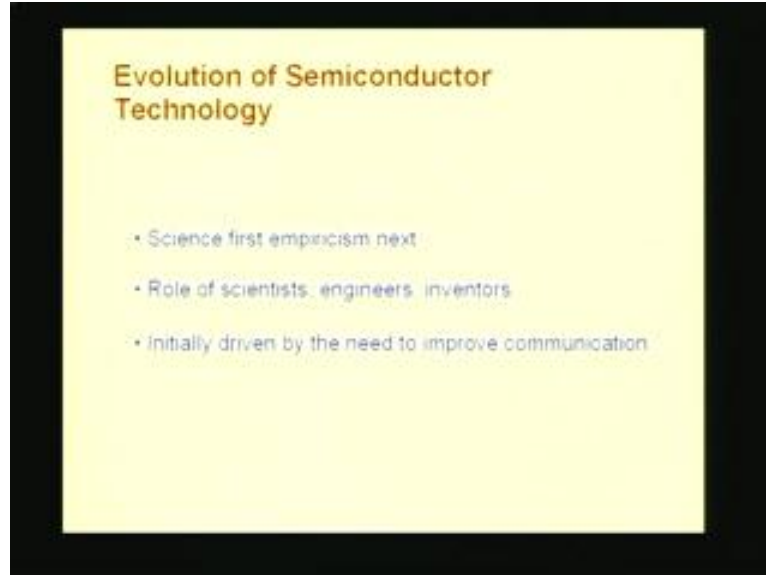 Evolution of Semiconductor
Technology
• Science first empiricism next
• Role of scientists, engineers, inventors
• Initially driven by the need to improve communication